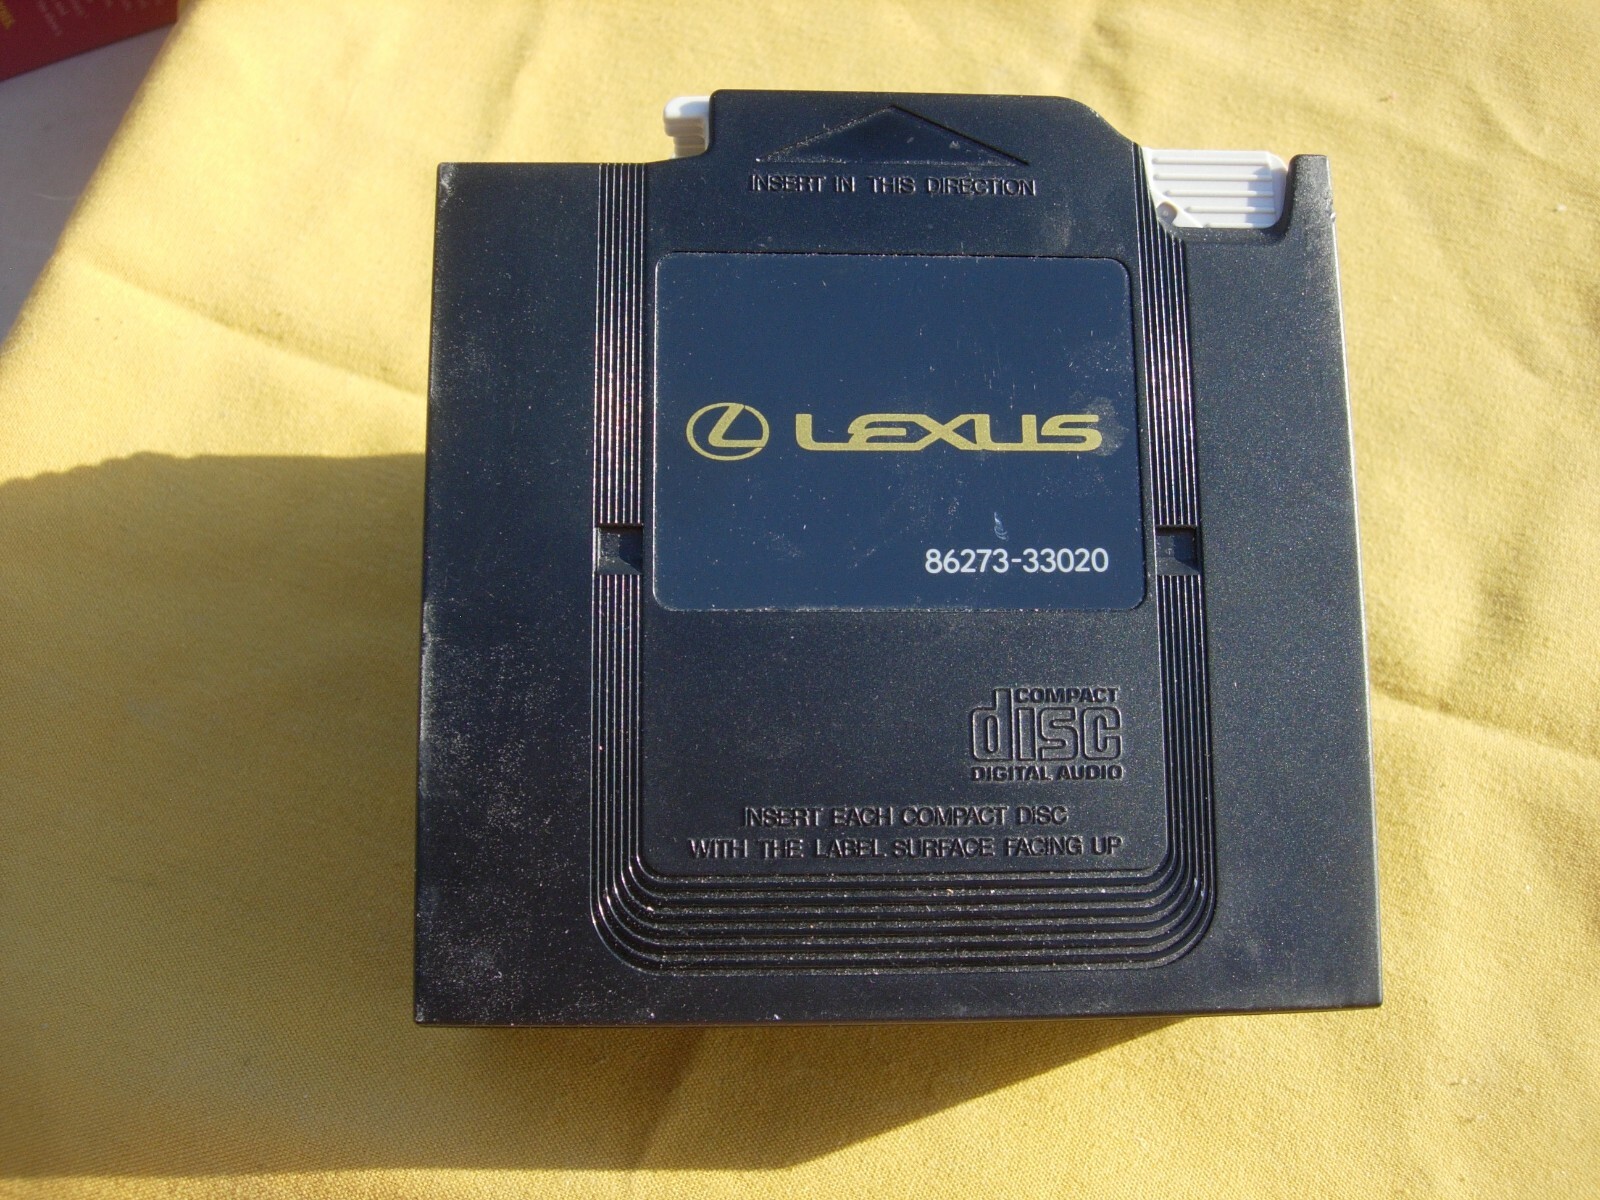 INSERT IN THIS DIRECTION
LEXUS
86273-33020
COMPACT
disc
DIGITAL AUDIO
INSERT EACH COMPACT DISC
WITH THE LABEL SURFACE FACING UP